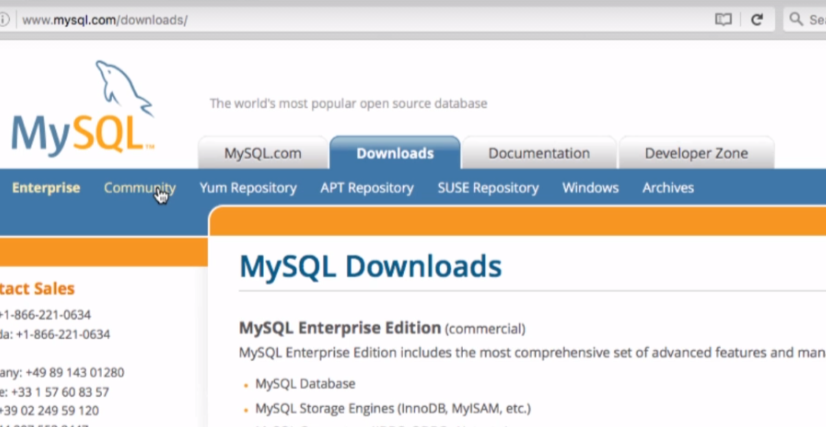 www.mysql.com/downloads/
MySQL™
The world's most popular open source database
MySQL.com Downloads Documentation Developer Zone
Enterprise Community Yum Repository APT Repository SUSE Repository Windows Archives
tact Sales
+1-866-221-0634
da: +1-866-221-0634
any: +49 89 143 01280
e: +33 1 57 60 83 57
+39 02 249 59 120
MySQL Downloads
MySQL Enterprise Edition (commercial)
MySQL Enterprise Edition includes the most comprehensive set of advanced features and man
• MySQL Database
• MySQL Storage Engines (InnoDB, MyISAM, etc.)